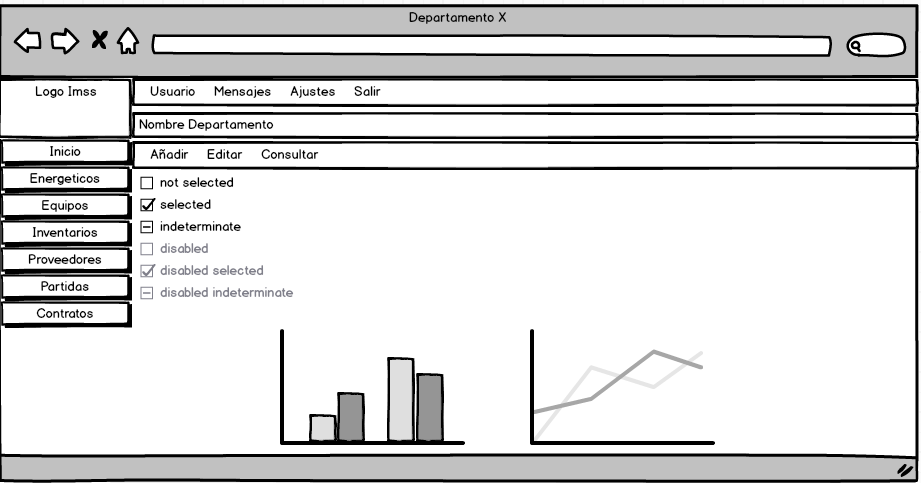 Departamento X
Logo Imss
Usuario Mensajes Ajustes Salir
Nombre Departamento
Añadir Editar Consultar
Inicio
Energeticos
Equipos
Inventarios
Proveedores
Partidas
Contratos
not selected
selected
indeterminate
disabled
disabled selected
disabled indeterminate